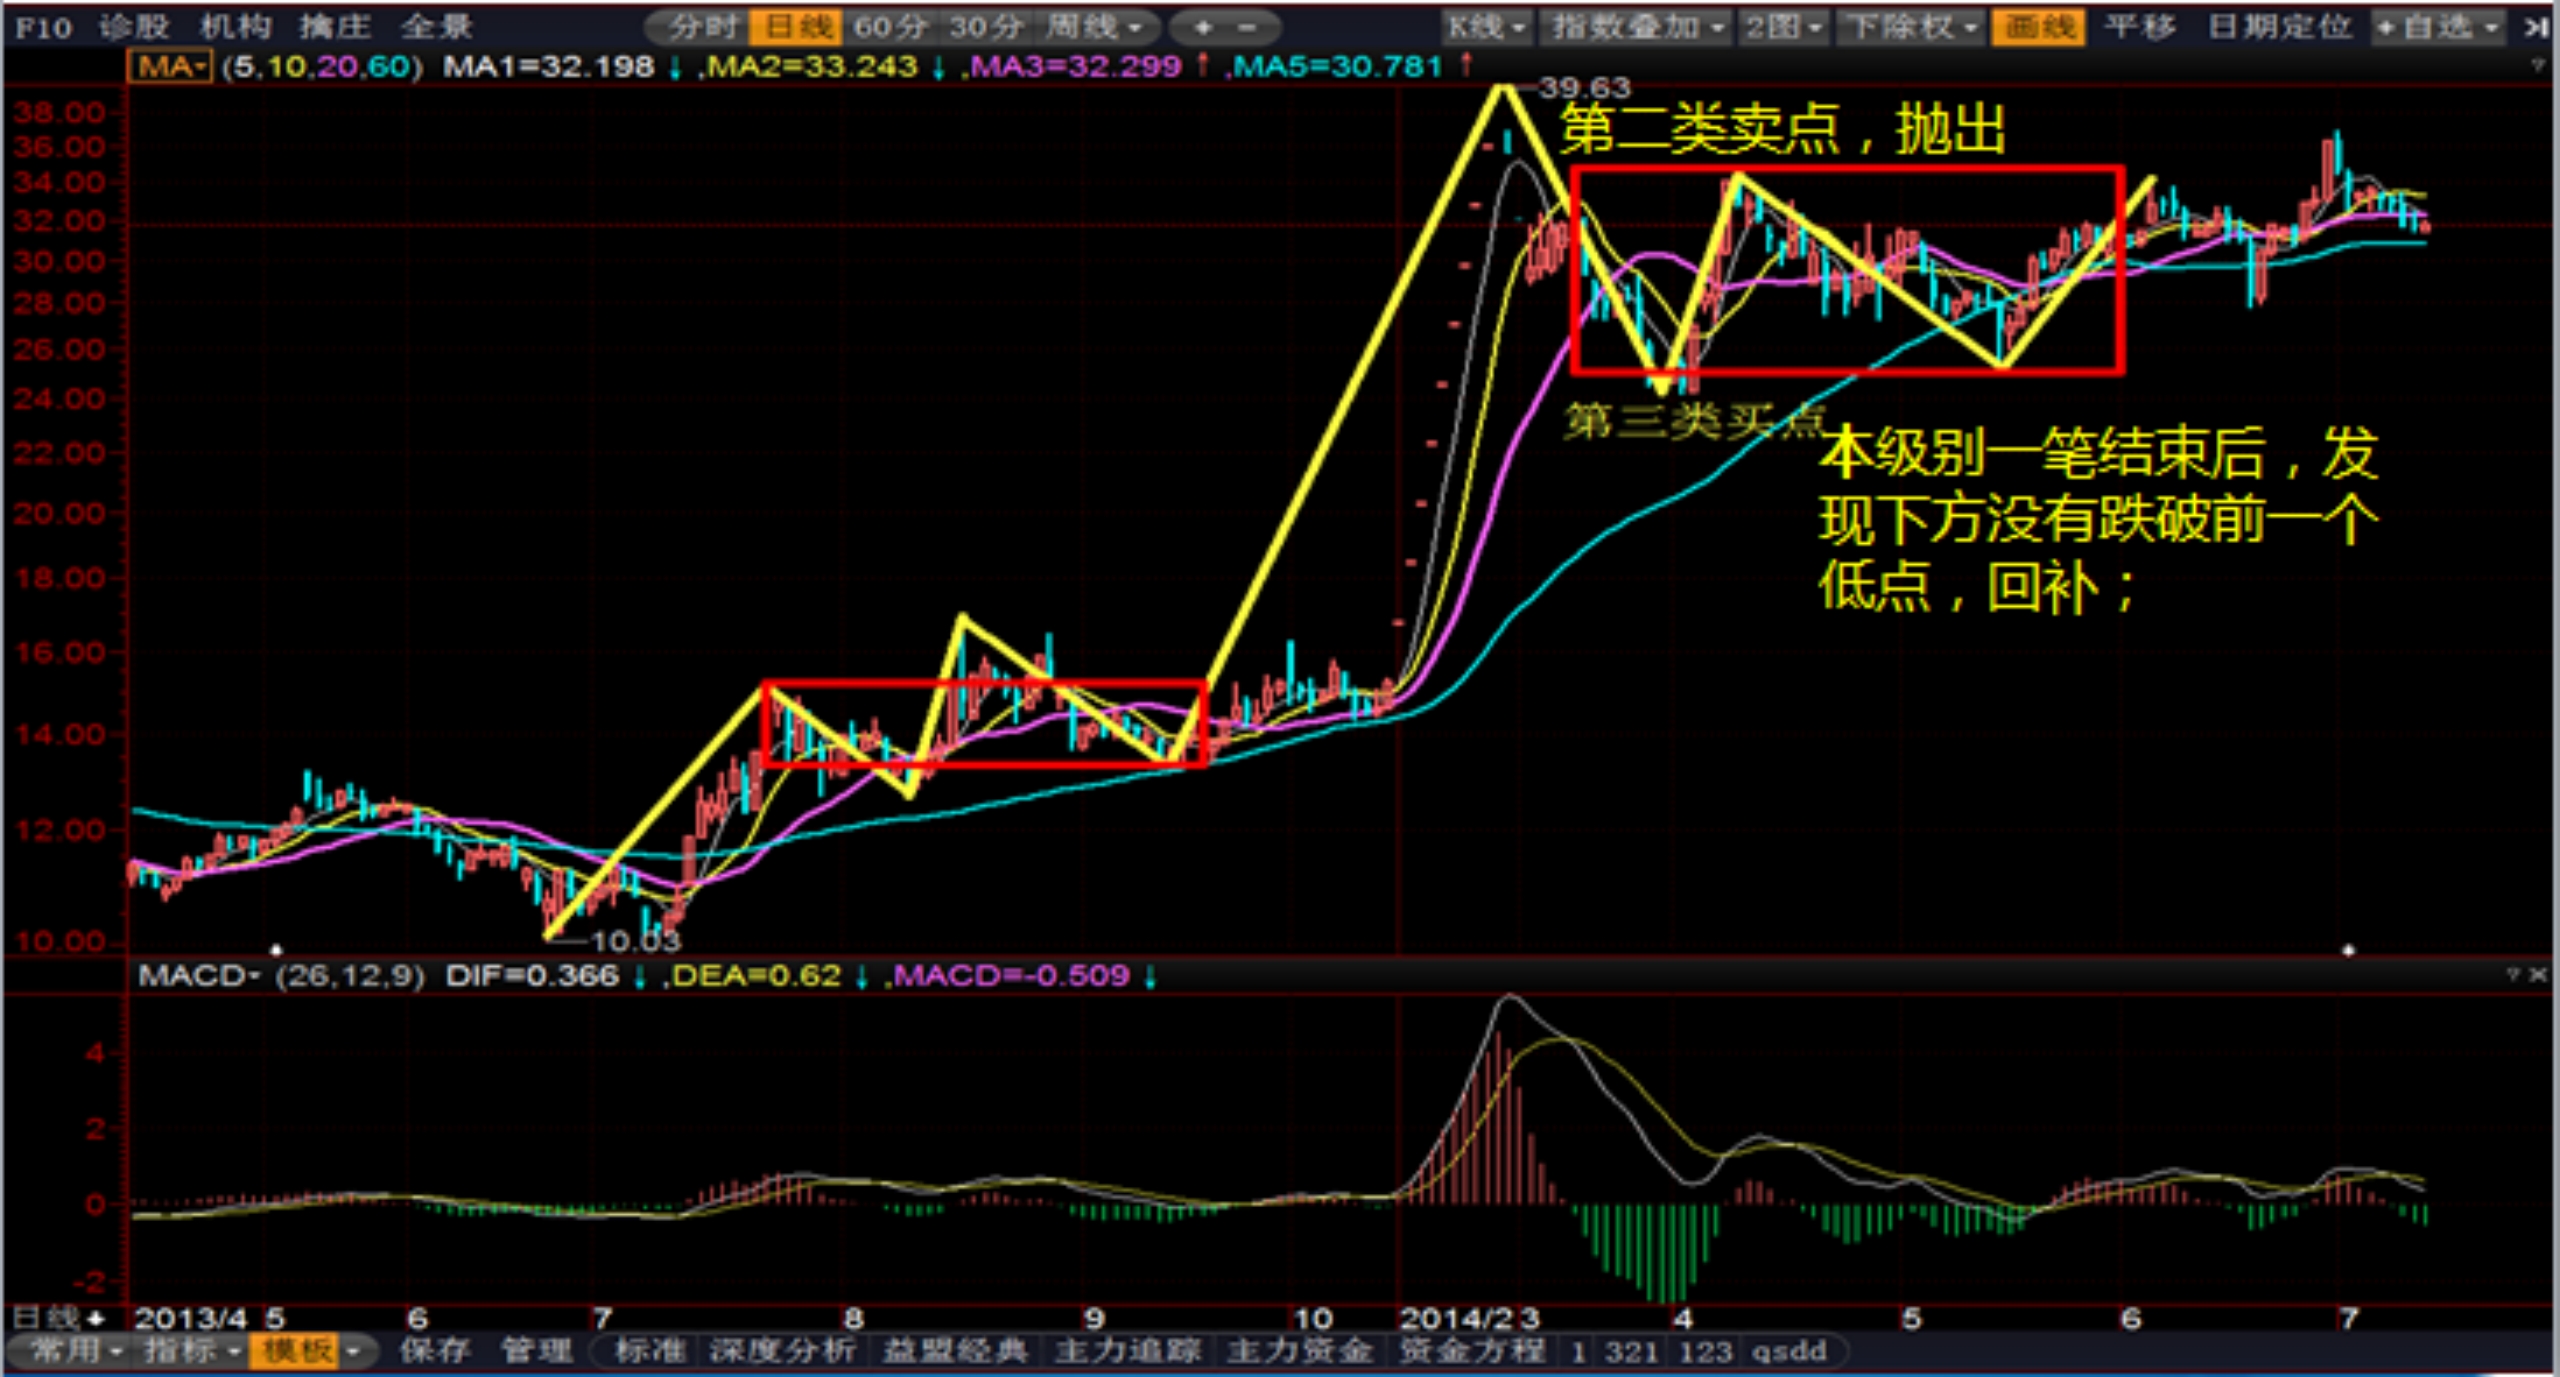 F10 诊股 机构 擒庄 全景 分时 日线 60分 30分 周线 + - K线 指数叠加 2图 下除权 画线 平移 日期定位 +自选
MA (5,10,20,60) MA1=32.198 ↓ ,MA2=33.243 ↓ ,MA3=32.299 ↑ ,MA5=30.781 ↑ ?
39.63
第二类卖点，抛出
38.00
36.00
34.00
32.00
30.00
28.00
26.00
24.00
22.00
20.00
18.00
16.00
14.00
12.00
10.00
第三类买点
本级别一笔结束后，发
现下方没有跌破前一个
低点，回补；
10.03
MACD (26,12,9) DIF=0.366 ↓ ,DEA=0.62 ↓ ,MACD=-0.509 ↓ ? ×
4
2
0
-2
日线 2013/4 5 6 7 8 9 10 2014/2 3 4 5 6 7
常用 指标 模板 保存 管理 标准 深度分析 益盟经典 主力追踪 主力资金 资金方程 1 321 123 qsdd